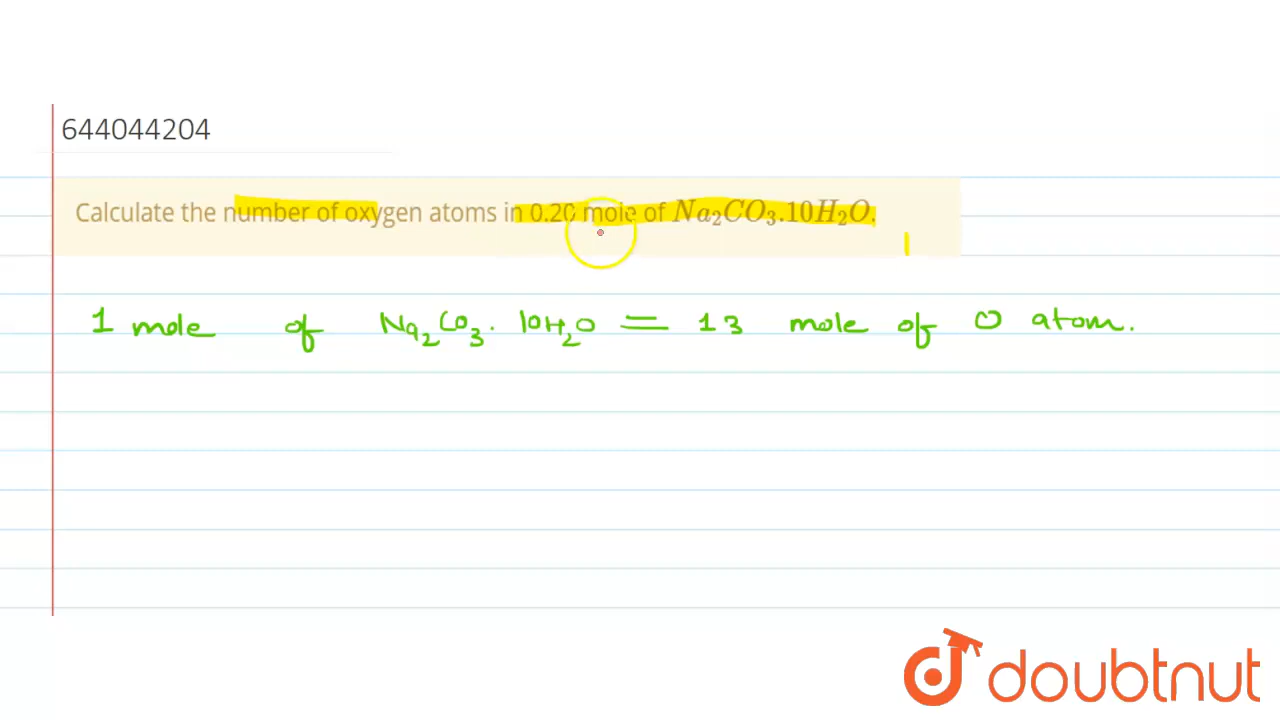 644044204
Calculate the number of oxygen atoms in 0.20 mole of Na₂CO₃.10H₂O.
1 mole of Na₂CO₃. 10H₂O = 13 mole of O atom.
doubtnut